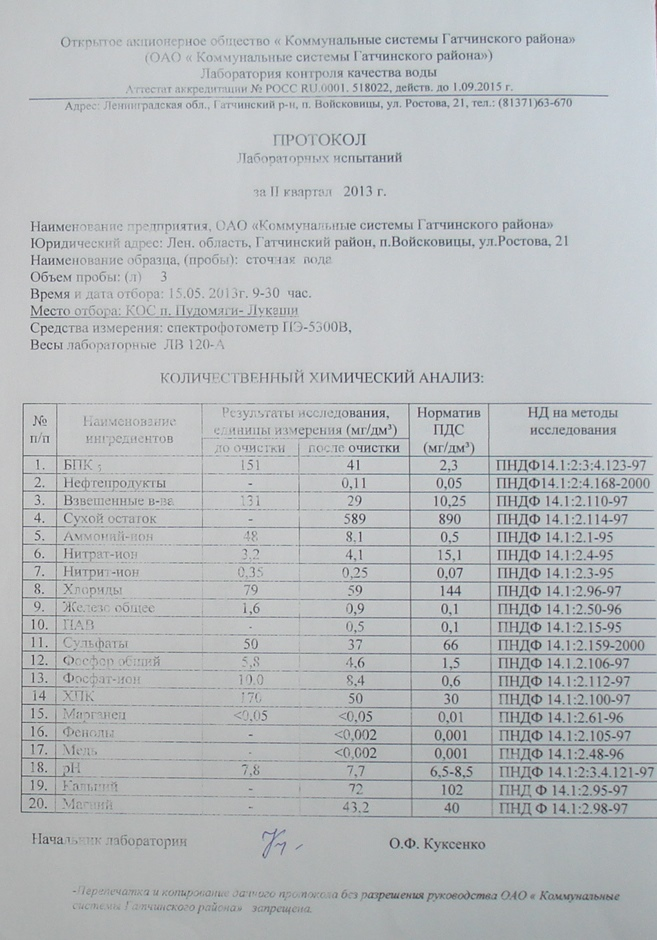 Открытое акционерное общество « Коммунальные системы Гатчинского района»
(ОАО « Коммунальные системы Гатчинского района»)
Лаборатория контроля качества воды
Аттестат аккредитации № РОСС RU.0001. 518022, действ. до 1.09.2015 г.
Адрес: Ленинградская обл., Гатчинский р-н, п. Войсковицы, ул. Ростова, 21, тел.: (81371)63-670
ПРОТОКОЛ
Лабораторных испытаний
за II квартал 2013 г.
Наименование предприятия, ОАО «Коммунальные системы Гатчинского района»
Юридический адрес: Лен. область, Гатчинский район, п.Войсковицы, ул.Ростова, 21
Наименование образца, (пробы): сточная вода
Объем пробы: (л) 3
Время и дата отбора: 15.05. 2013г. 9-30 час.
Место отбора: КОС п. Пудомяги- Лукаши
Средства измерения: спектрофотометр ПЭ-5300В,
Весы лабораторные ЛВ 120-А
КОЛИЧЕСТВЕННЫЙ ХИМИЧЕСКИЙ АНАЛИЗ:
№ п/п Наименование ингредиентов Результаты исследования, единицы измерения (мг/дм³) Норматив ПДС (мг/дм³) НД на методы исследования
до очистки после очистки
1. БПК 5 151 41 2,3 ПНДФ14.1:2:3:4.123-97
2. Нефтепродукты - 0,11 0,05 ПНДФ14.1:2:4.168-2000
3. Взвешенные в-ва 131 29 10,25 ПНДФ 14.1:2.110-97
4. Сухой остаток - 589 890 ПНДФ 14.1:2.114-97
5. Аммоний-ион 48 8,1 0,5 ПНДФ 14.1:2.1-95
6. Нитрат-ион 3,2 4,1 15,1 ПНДФ 14.1:2.4-95
7. Нитрит-ион 0,35 0,25 0,07 ПНДФ 14.1:2.3-95
8. Хлориды 79 59 144 ПНДФ 14.1:2.96-97
9. Железо общее 1,6 0,9 0,1 ПНДФ 14.1:2.50-96
10. ПАВ - 0,5 0,1 ПНДФ 14.1:2.15-95
11. Сульфаты 50 37 66 ПНДФ 14.1:2.159-2000
12. Фосфор общий 5,8 4,6 1,5 ПНДФ 14.1.2.106-97
13. Фосфат-ион 10,0 8,4 0,6 ПНДФ 14.1:2.112-97
14 ХПК 170 50 30 ПНДФ 14.1:2.100-97
15. Марганец <0,05 <0,05 0,01 ПНДФ 14.1:2.61-96
16. Фенолы - <0,002 0,001 ПНДФ 14.1:2.105-97
17. Медь - <0,002 0,001 ПНДФ 14.1:2.48-96
18. pH 7,8 7,7 6,5-8,5 ПНДФ 14.1:2:3.4.121-97
19. Кальций - 72 102 ПНД Ф 14.1:2.95-97
20. Магний - 43,2 40 ПНД Ф 14.1:2.98-97
Начальник лаборатории О.Ф. Куксенко
-Перепечатка и копирование данного протокола без разрешения руководства ОАО « Коммунальные
системы Гатчинского района» запрещена.